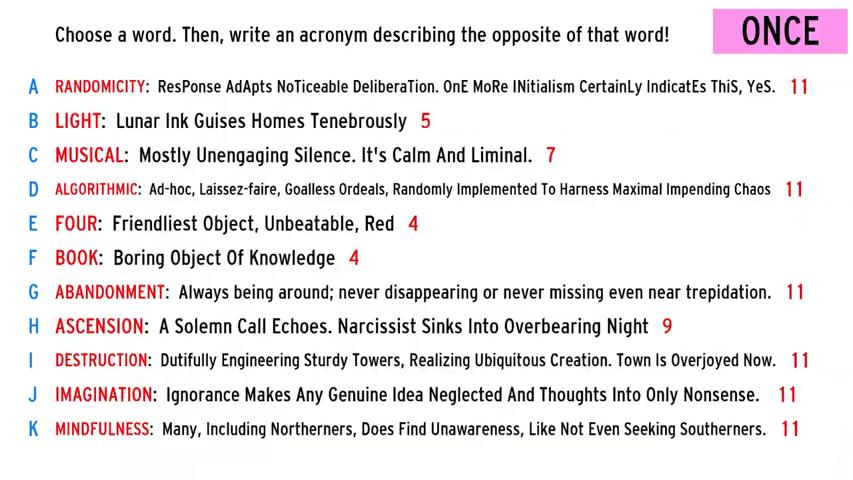 Choose a word. Then, write an acronym describing the opposite of that word!
ONCE
A RANDOMICITY: ResPonse AdApts NoTiceable DeliberaTion. OnE MoRe INitialism CertainLy IndicatEs ThiS, YeS. 11
B LIGHT: Lunar Ink Guises Homes Tenebrously 5
C MUSICAL: Mostly Unengaging Silence. It's Calm And Liminal. 7
D ALGORITHMIC: Ad-hoc, Laissez-faire, Goalless Ordeals, Randomly Implemented To Harness Maximal Impending Chaos 11
E FOUR: Friendliest Object, Unbeatable, Red 4
F BOOK: Boring Object Of Knowledge 4
G ABANDONMENT: Always being around; never disappearing or never missing even near trepidation. 11
H ASCENSION: A Solemn Call Echoes. Narcissist Sinks Into Overbearing Night 9
I DESTRUCTION: Dutifully Engineering Sturdy Towers, Realizing Ubiquitous Creation. Town Is Overjoyed Now. 11
J IMAGINATION: Ignorance Makes Any Genuine Idea Neglected And Thoughts Into Only Nonsense. 11
K MINDFULNESS: Many, Including Northerners, Does Find Unawareness, Like Not Even Seeking Southerners. 11